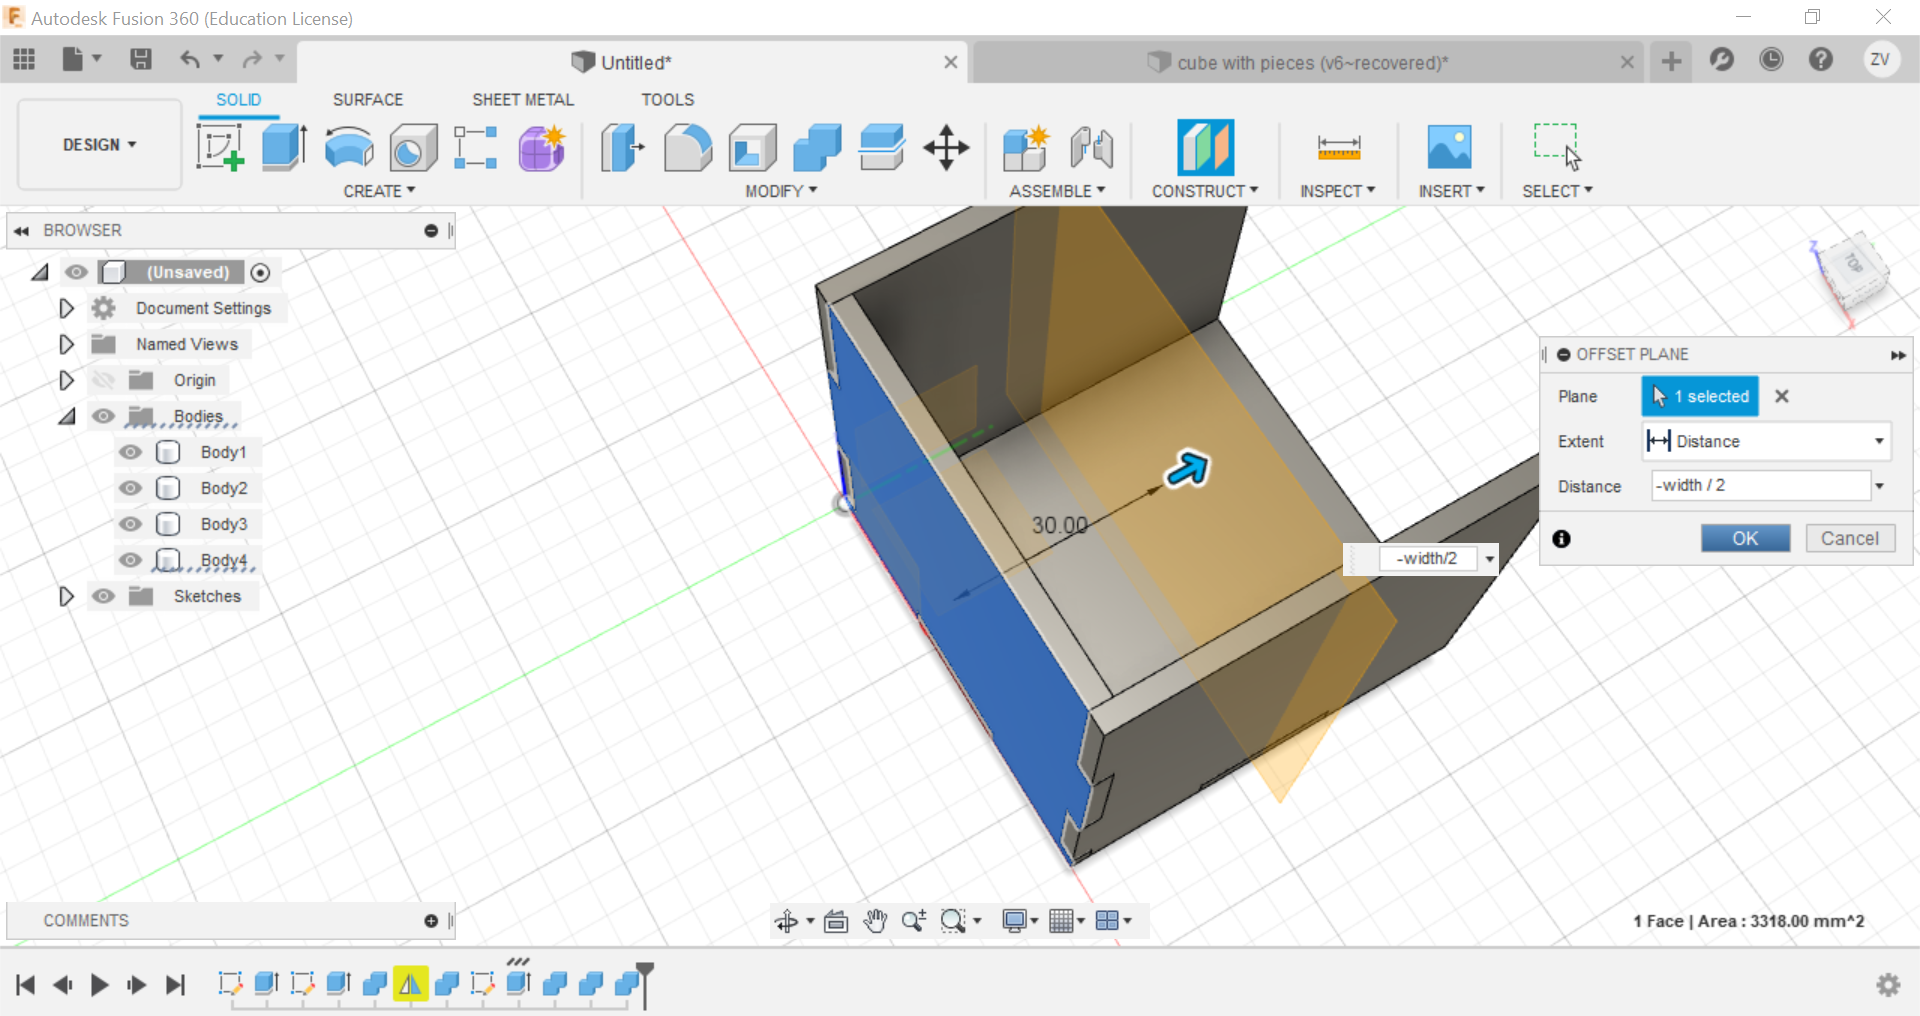 Autodesk Fusion 360 (Education License)
Untitled*
cube with pieces (v6~recovered)*
ZV
DESIGN
SOLID
SURFACE
SHEET METAL
TOOLS
CREATE
MODIFY
ASSEMBLE
CONSTRUCT
INSPECT
INSERT
SELECT
BROWSER
(Unsaved)
Document Settings
Named Views
Origin
Bodies
Body1
Body2
Body3
Body4
Sketches
30.00
-width/2
Z
TOP
X
OFFSET PLANE
Plane
1 selected
Extent
Distance
Distance
-width / 2
OK
Cancel
COMMENTS
1 Face | Area : 3318.00 mm^2